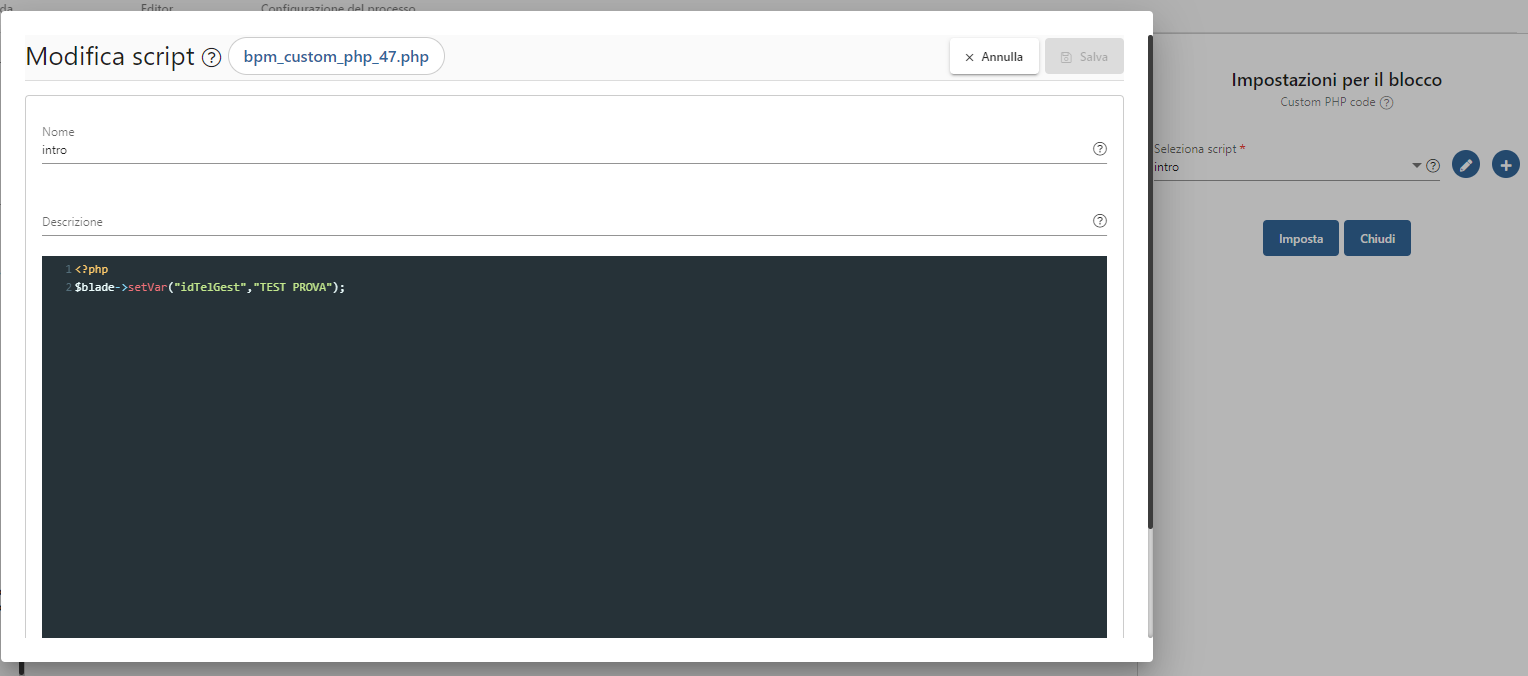 da Editor Configurazione del processo
Modifica script ? bpm_custom_php_47.php
× Annulla
Salva
Nome
intro
?
Descrizione
?
1 <?php
2 $blade->setVar("idTelGest","TEST PROVA");
Impostazioni per il blocco
Custom PHP code ?
Seleziona script *
intro
?
Imposta Chiudi